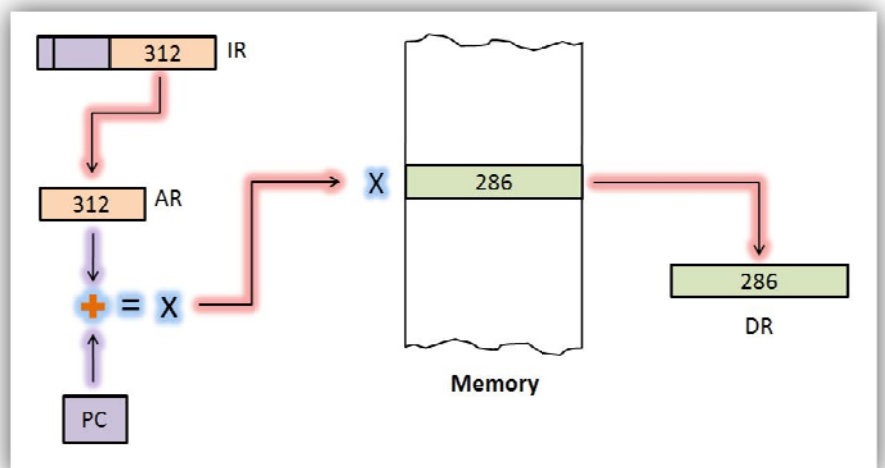 312 IR
312 AR
+ = X
X 286
286
DR
Memory
PC